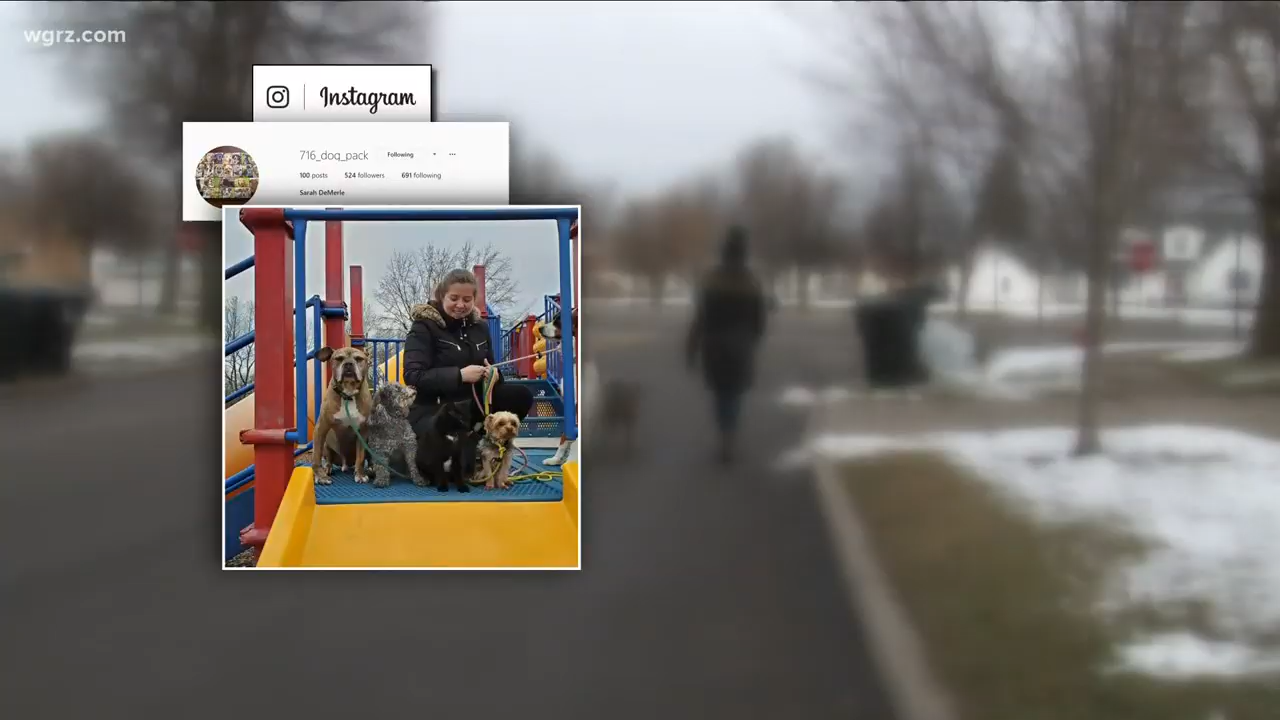 wgrz.com
Instagram
716_dog_pack Following
100 posts 524 followers 691 following
Sarah DeMerle